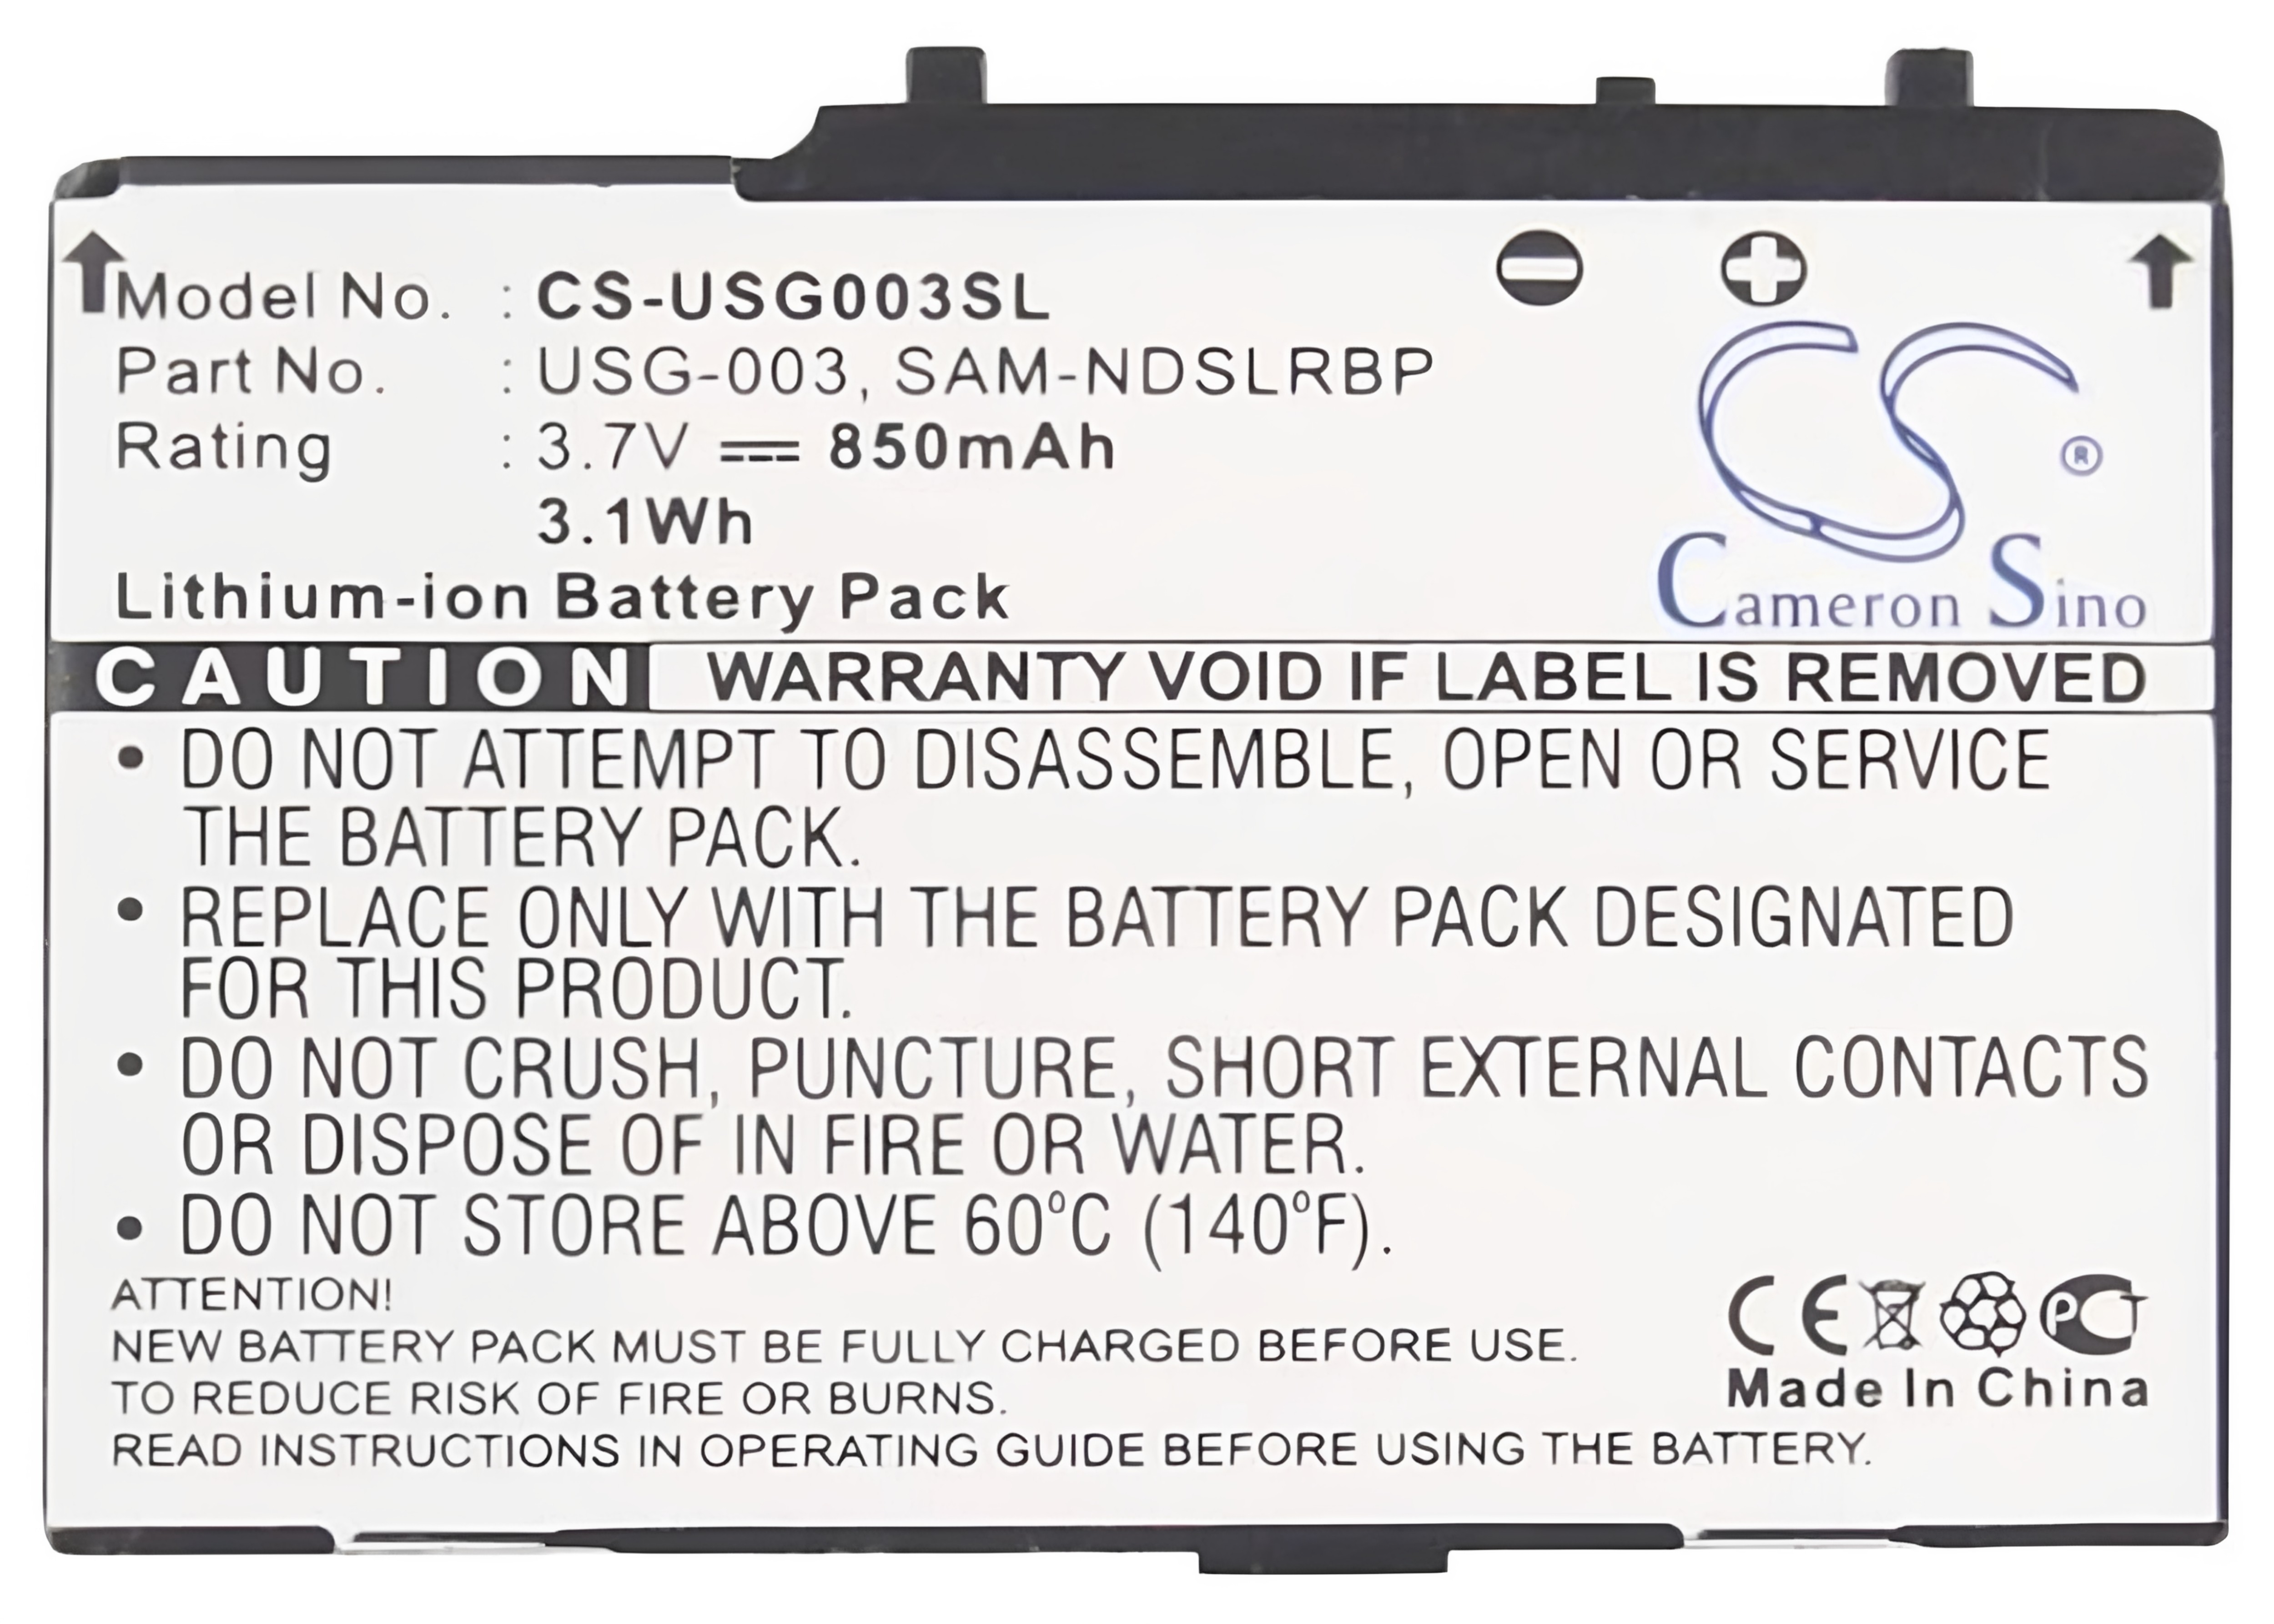 Model No. : CS-USG003SL
Part No. : USG-003, SAM-NDSLRBP
Rating : 3.7V 850mAh
3.1Wh
Lithium-ion Battery Pack
CS ®
Cameron Sino
CAUTION WARRANTY VOID IF LABEL IS REMOVED
• DO NOT ATTEMPT TO DISASSEMBLE, OPEN OR SERVICE
THE BATTERY PACK.
• REPLACE ONLY WITH THE BATTERY PACK DESIGNATED
FOR THIS PRODUCT.
• DO NOT CRUSH, PUNCTURE, SHORT EXTERNAL CONTACTS
OR DISPOSE OF IN FIRE OR WATER.
• DO NOT STORE ABOVE 60°C (140°F).
ATTENTION!
NEW BATTERY PACK MUST BE FULLY CHARGED BEFORE USE.
TO REDUCE RISK OF FIRE OR BURNS.
READ INSTRUCTIONS IN OPERATING GUIDE BEFORE USING THE BATTERY.
CE PCT
Made In China